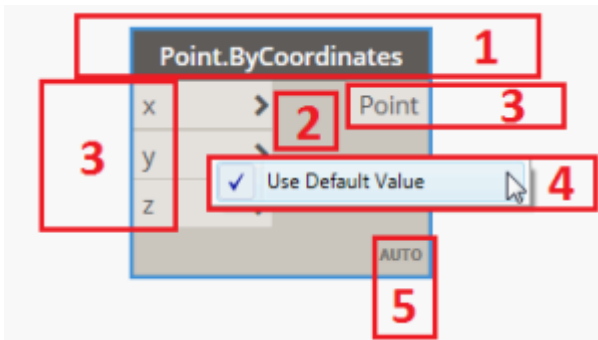 Point.ByCoordinates 1
x > 2 Point 3
3 y
✓ Use Default Value 4
z
AUTO
5